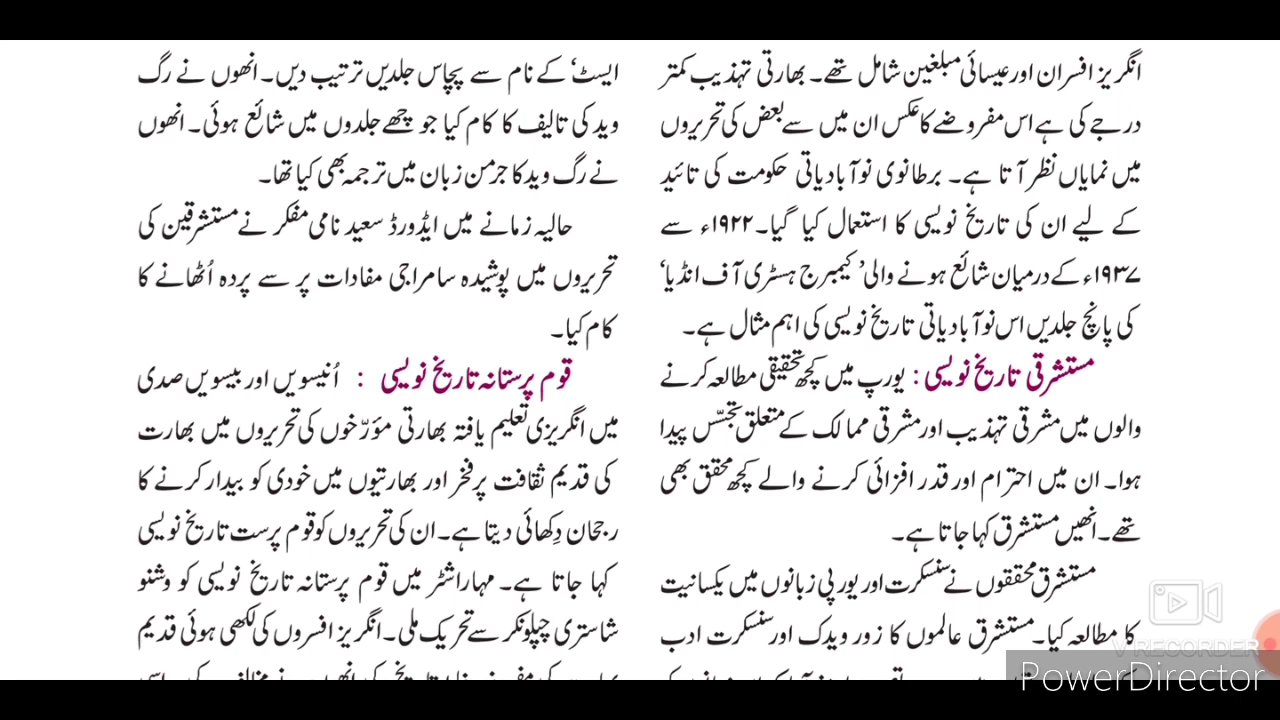 انگریز افسران اور عیسائی مبلغین شامل تھے۔ بھارتی تہذیب کمتر
درجے کی ہے اس مفروضے کا عکس ان میں سے بعض کی تحریروں
میں نمایاں نظر آتا ہے۔ برطانوی نوآبادیاتی حکومت کی تائید
کے لیے ان کی تاریخ نویسی کا استعمال کیا گیا۔ ۱۹۲۲ء سے
۱۹۳۷ء کے درمیان شائع ہونے والی ’کیمبرج ہسٹری آف انڈیا‘
کی پانچ جلدیں اس نوآبادیاتی تاریخ نویسی کی اہم مثال ہے۔
مستشرقی تاریخ نویسی : یورپ میں کچھ تحقیقی مطالعہ کرنے
والوں میں مشرقی تہذیب اور مشرقی ممالک کے متعلق تجسّس پیدا
ہوا۔ ان میں احترام اور قدر افزائی کرنے والے کچھ محقق بھی
تھے۔ انھیں مستشرق کہا جاتا ہے۔
مستشرق محققوں نے سنسکرت اور یورپی زبانوں میں یکسانیت
کا مطالعہ کیا۔ مستشرق عالموں کا زور ویدک اور سنسکرت ادب
ایسٹ‘ کے نام سے پچاس جلدیں ترتیب دیں۔ انھوں نے رگ
وید کی تالیف کا کام کیا جو چھے جلدوں میں شائع ہوئی۔ انھوں
نے رگ وید کا جرمن زبان میں ترجمہ بھی کیا تھا۔
حالیہ زمانے میں ایڈورڈ سعید نامی مفکر نے مستشرقین کی
تحریروں میں پوشیدہ سامراجی مفادات پر سے پردہ اُٹھانے کا
کام کیا۔
قوم پرستانہ تاریخ نویسی : اُنیسویں اور بیسویں صدی
میں انگریزی تعلیم یافتہ بھارتی مؤرّخوں کی تحریروں میں بھارت
کی قدیم ثقافت پر فخر اور بھارتیوں میں خودی کو بیدار کرنے کا
رجحان دِکھائی دیتا ہے۔ ان کی تحریروں کو قوم پرست تاریخ نویسی
کہا جاتا ہے۔ مہاراشٹر میں قوم پرستانہ تاریخ نویسی کو وشنو
شاستری چپلونکر سے تحریک ملی۔ انگریز افسروں کی لکھی ہوئی قدیم
VRECORDER
PowerDirector